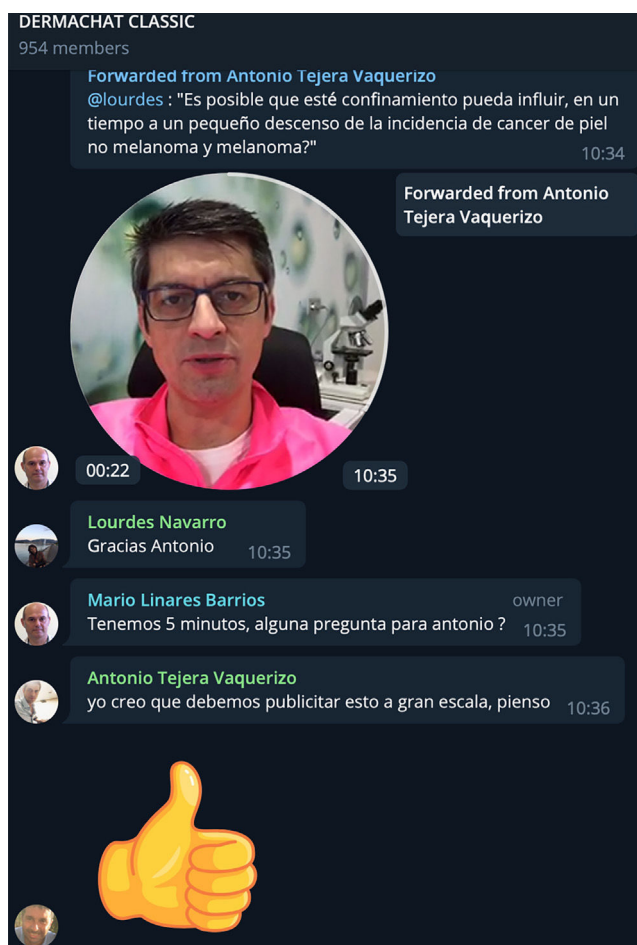 DERMACHAT CLASSIC
954 members
Forwarded from Antonio Tejera Vaquerizo
@lourdes : "Es posible que esté confinamiento pueda influir, en un
tiempo a un pequeño descenso de la incidencia de cancer de piel
no melanoma y melanoma?"
10:34
Forwarded from Antonio
Tejera Vaquerizo
00:22
10:35
Lourdes Navarro
Gracias Antonio 10:35
Mario Linares Barrios owner
Tenemos 5 minutos, alguna pregunta para antonio ? 10:35
Antonio Tejera Vaquerizo
yo creo que debemos publicitar esto a gran escala, pienso 10:36